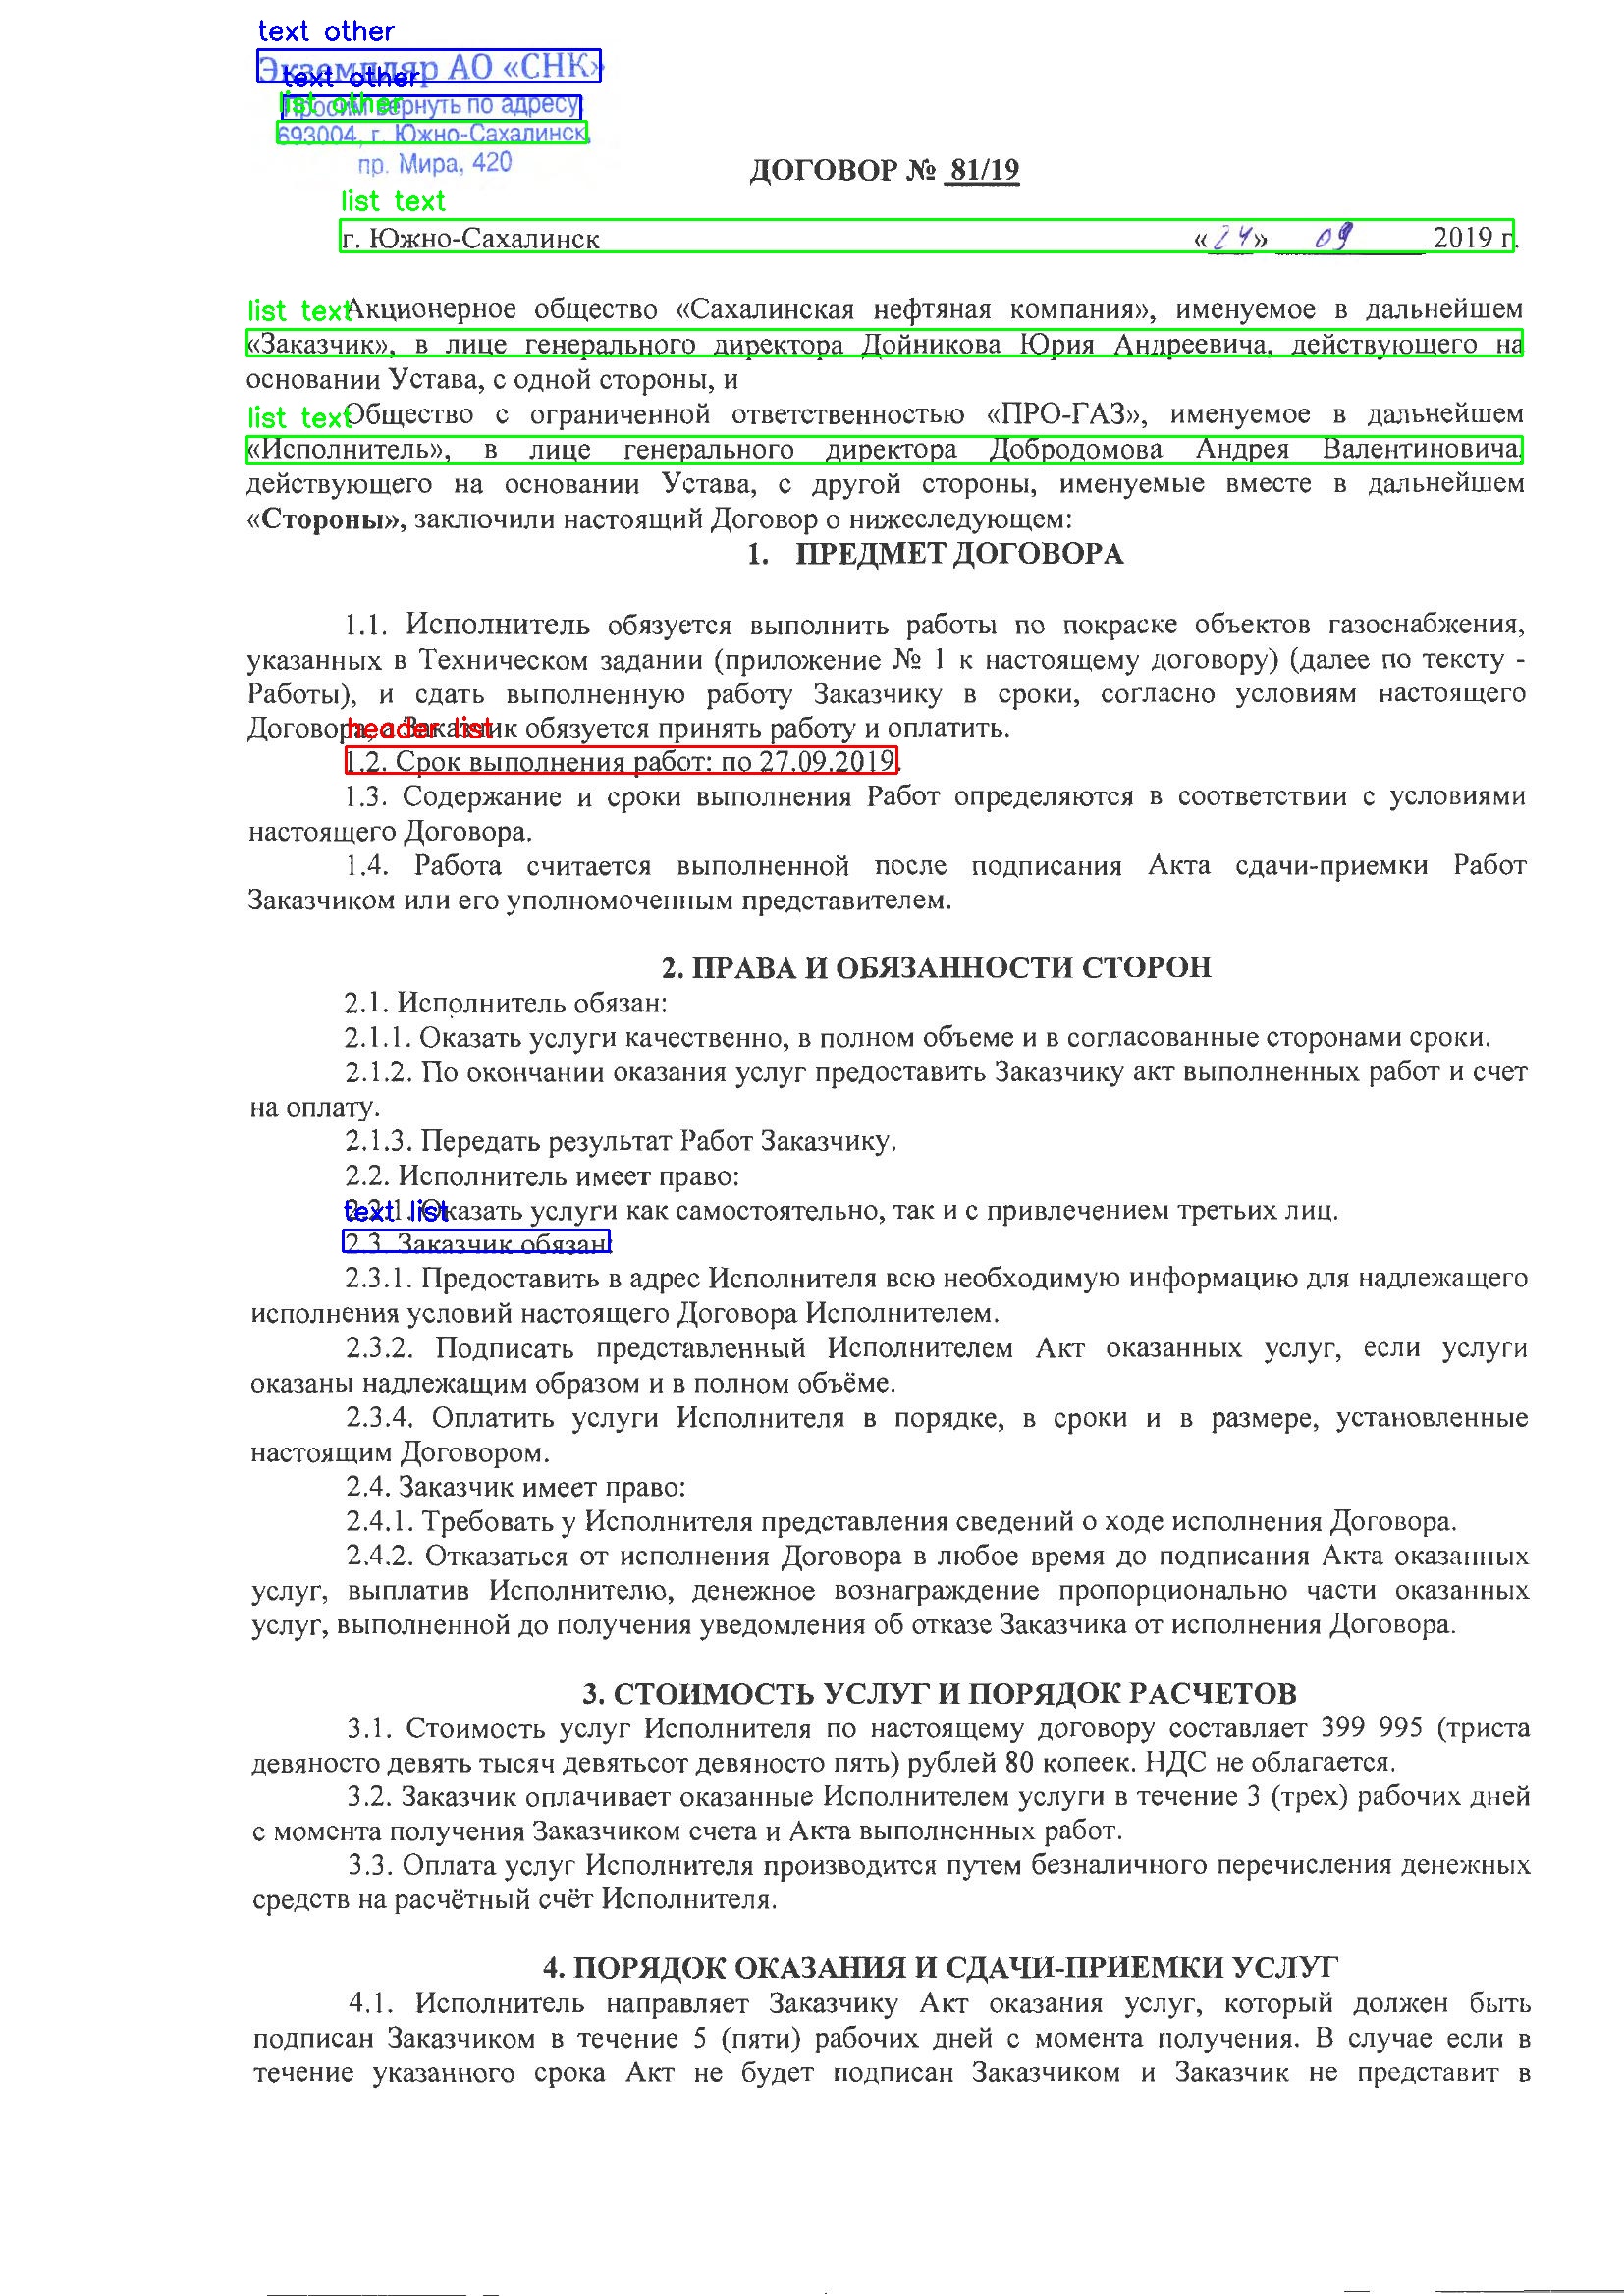 text other
Экземпляр АО «СНК»
text other
Просим вернуть по адресу:
list other
693004, г. Южно-Сахалинск,
пр. Мира, 420
ДОГОВОР № 81/19
list text
г. Южно-Сахалинск «24» 09 2019 г.
list text Акционерное общество «Сахалинская нефтяная компания», именуемое в дальнейшем
«Заказчик», в лице генерального директора Дойникова Юрия Андреевича, действующего на
основании Устава, с одной стороны, и
list text Общество с ограниченной ответственностью «ПРО-ГАЗ», именуемое в дальнейшем
«Исполнитель», в лице генерального директора Добродомова Андрея Валентиновича,
действующего на основании Устава, с другой стороны, именуемые вместе в дальнейшем
«Стороны», заключили настоящий Договор о нижеследующем:
1. ПРЕДМЕТ ДОГОВОРА
1.1. Исполнитель обязуется выполнить работы по покраске объектов газоснабжения,
указанных в Техническом задании (приложение № 1 к настоящему договору) (далее по тексту -
Работы), и сдать выполненную работу Заказчику в сроки, согласно условиям настоящего
Договора, а Заказчик обязуется принять работу и оплатить.
header list
1.2. Срок выполнения работ: по 27.09.2019.
1.3. Содержание и сроки выполнения Работ определяются в соответствии с условиями
настоящего Договора.
1.4. Работа считается выполненной после подписания Акта сдачи-приемки Работ
Заказчиком или его уполномоченным представителем.
2. ПРАВА И ОБЯЗАННОСТИ СТОРОН
2.1. Исполнитель обязан:
2.1.1. Оказать услуги качественно, в полном объеме и в согласованные сторонами сроки.
2.1.2. По окончании оказания услуг предоставить Заказчику акт выполненных работ и счет
на оплату.
2.1.3. Передать результат Работ Заказчику.
2.2. Исполнитель имеет право:
2.2.1. Оказать услуги как самостоятельно, так и с привлечением третьих лиц.
text list
2.3. Заказчик обязан:
2.3.1. Предоставить в адрес Исполнителя всю необходимую информацию для надлежащего
исполнения условий настоящего Договора Исполнителем.
2.3.2. Подписать представленный Исполнителем Акт оказанных услуг, если услуги
оказаны надлежащим образом и в полном объёме.
2.3.4. Оплатить услуги Исполнителя в порядке, в сроки и в размере, установленные
настоящим Договором.
2.4. Заказчик имеет право:
2.4.1. Требовать у Исполнителя представления сведений о ходе исполнения Договора.
2.4.2. Отказаться от исполнения Договора в любое время до подписания Акта оказанных
услуг, выплатив Исполнителю, денежное вознаграждение пропорционально части оказанных
услуг, выполненной до получения уведомления об отказе Заказчика от исполнения Договора.
3. СТОИМОСТЬ УСЛУГ И ПОРЯДОК РАСЧЕТОВ
3.1. Стоимость услуг Исполнителя по настоящему договору составляет 399 995 (триста
девяносто девять тысяч девятьсот девяносто пять) рублей 80 копеек. НДС не облагается.
3.2. Заказчик оплачивает оказанные Исполнителем услуги в течение 3 (трех) рабочих дней
с момента получения Заказчиком счета и Акта выполненных работ.
3.3. Оплата услуг Исполнителя производится путем безналичного перечисления денежных
средств на расчётный счёт Исполнителя.
4. ПОРЯДОК ОКАЗАНИЯ И СДАЧИ-ПРИЕМКИ УСЛУГ
4.1. Исполнитель направляет Заказчику Акт оказания услуг, который должен быть
подписан Заказчиком в течение 5 (пяти) рабочих дней с момента получения. В случае если в
течение указанного срока Акт не будет подписан Заказчиком и Заказчик не представит в